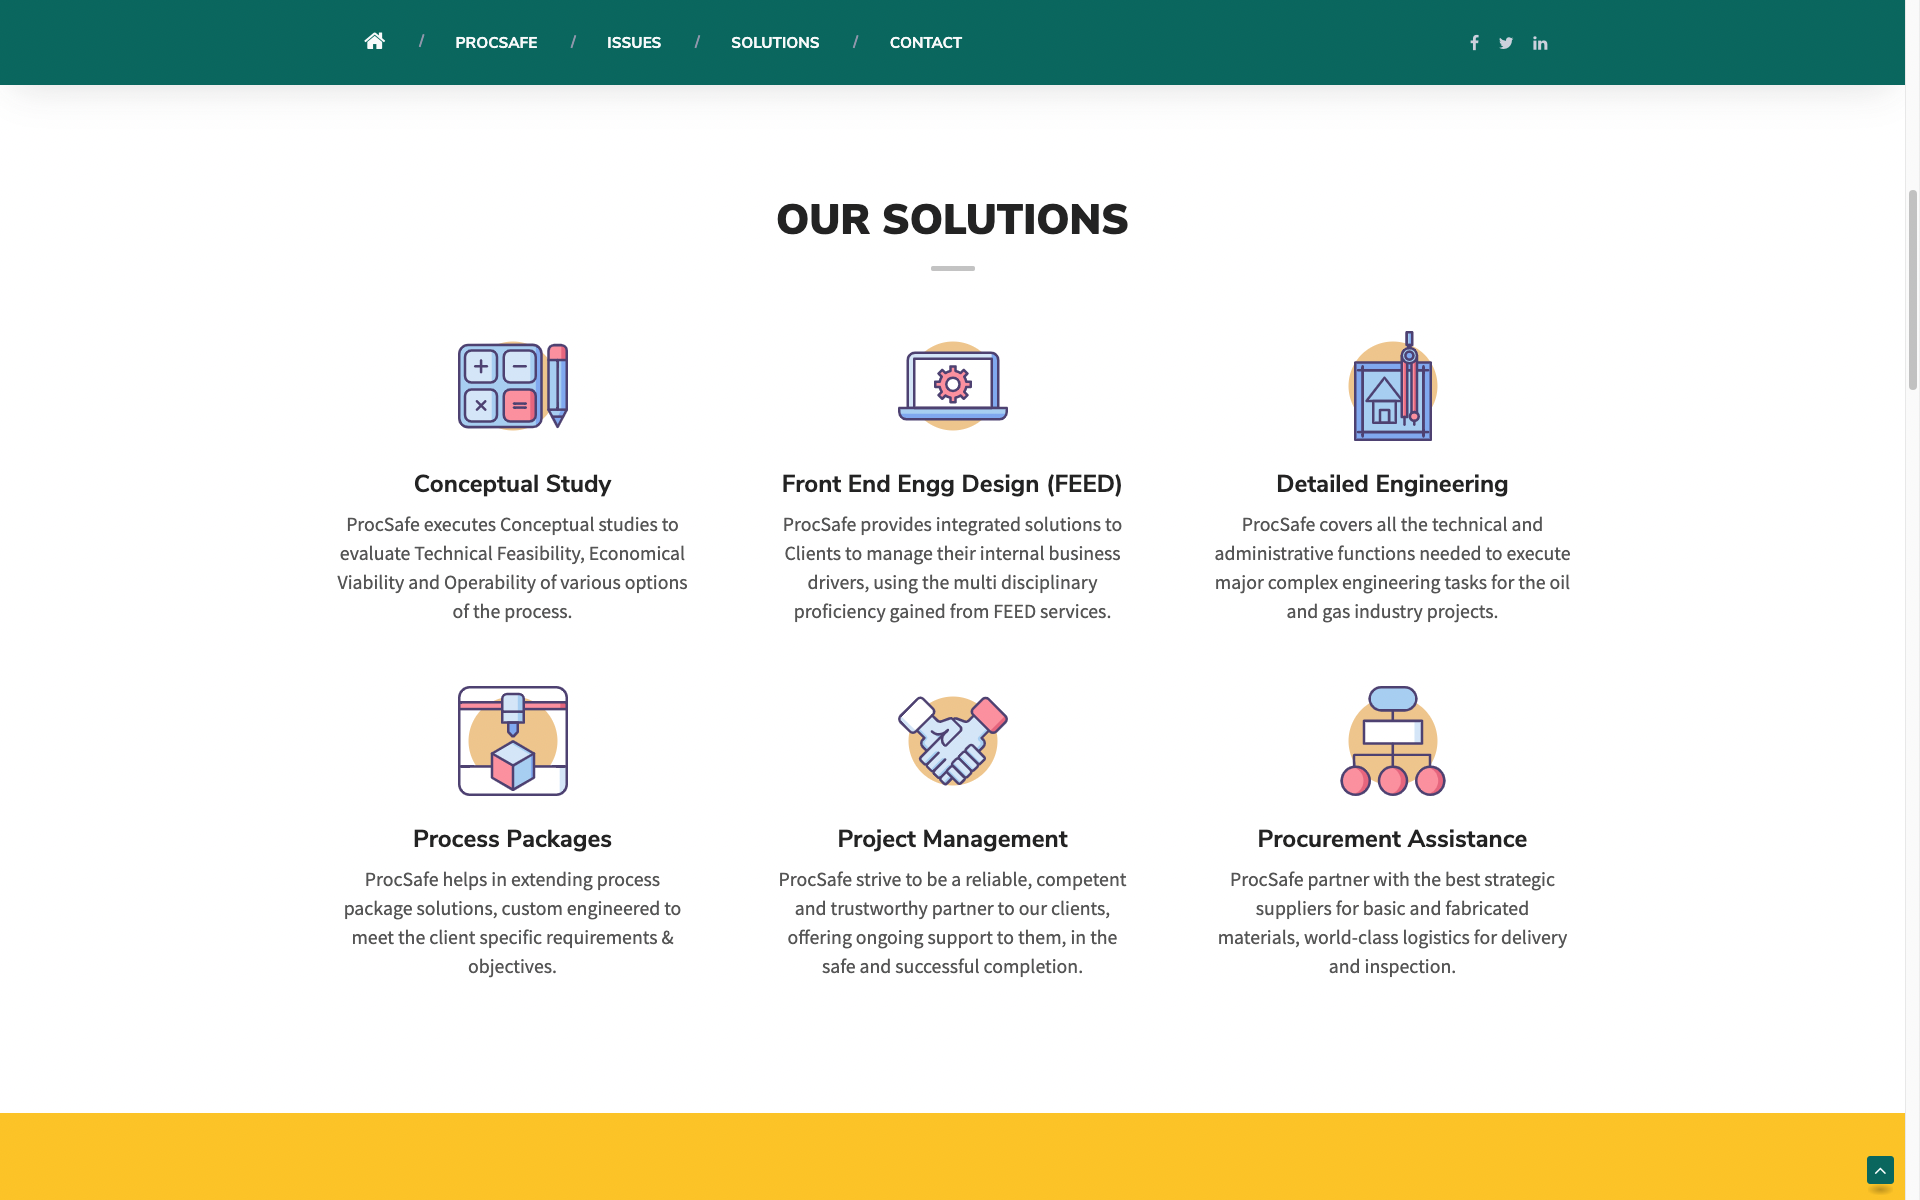 / PROCSAFE / ISSUES / SOLUTIONS / CONTACT
OUR SOLUTIONS
Conceptual Study
ProcSafe executes Conceptual studies to
evaluate Technical Feasibility, Economical
Viability and Operability of various options
of the process.
Front End Engg Design (FEED)
ProcSafe provides integrated solutions to
Clients to manage their internal business
drivers, using the multi disciplinary
proficiency gained from FEED services.
Detailed Engineering
ProcSafe covers all the technical and
administrative functions needed to execute
major complex engineering tasks for the oil
and gas industry projects.
Process Packages
ProcSafe helps in extending process
package solutions, custom engineered to
meet the client specific requirements &
objectives.
Project Management
ProcSafe strive to be a reliable, competent
and trustworthy partner to our clients,
offering ongoing support to them, in the
safe and successful completion.
Procurement Assistance
ProcSafe partner with the best strategic
suppliers for basic and fabricated
materials, world-class logistics for delivery
and inspection.